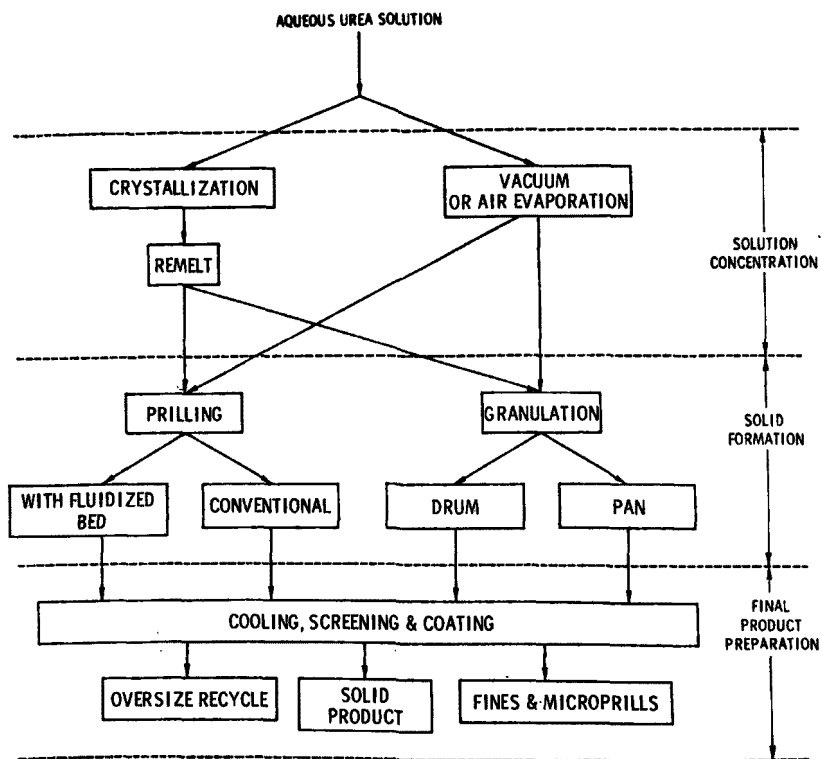 AQUEOUS UREA SOLUTION
CRYSTALLIZATION
VACUUM
OR AIR EVAPORATION
REMELT
SOLUTION
CONCENTRATION
PRILLING
GRANULATION
SOLID
FORMATION
WITH FLUIDIZED
BED
CONVENTIONAL
DRUM
PAN
COOLING, SCREENING & COATING
FINAL
PRODUCT
PREPARATION
OVERSIZE RECYCLE
SOLID
PRODUCT
FINES & MICROPRILLS